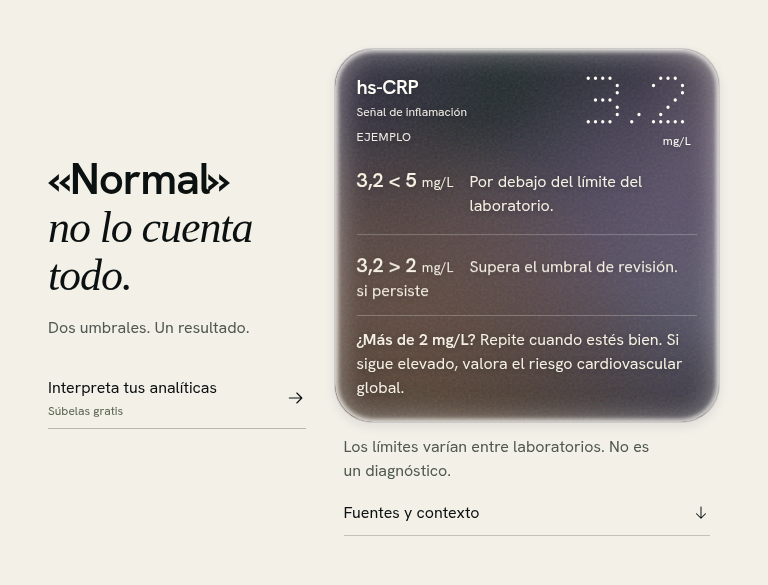 «Normal»
no lo cuenta
todo.
Dos umbrales. Un resultado.
Interpreta tus analíticas
Súbelas gratis
hs-CRP
Señal de inflamación
EJEMPLO
3,2
mg/L
3,2 < 5 mg/L Por debajo del límite del
laboratorio.
3,2 > 2 mg/L Supera el umbral de revisión.
si persiste
¿Más de 2 mg/L? Repite cuando estés bien. Si
sigue elevado, valora el riesgo cardiovascular
global.
Los límites varían entre laboratorios. No es
un diagnóstico.
Fuentes y contexto